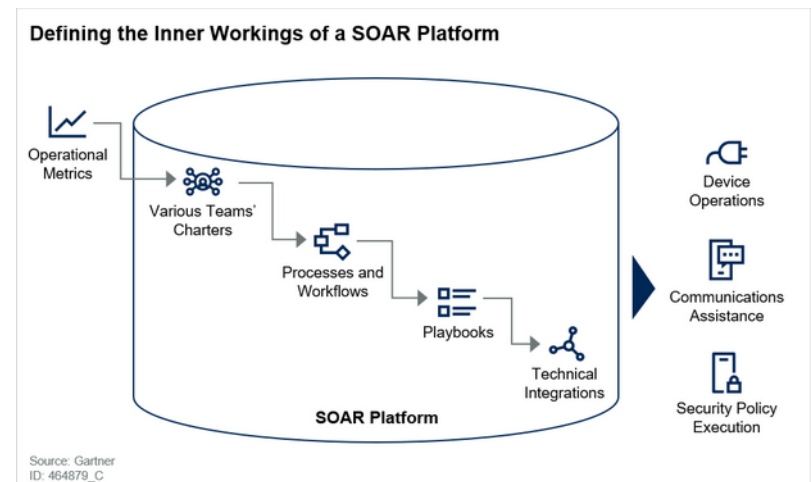 Defining the Inner Workings of a SOAR Platform
Operational
Metrics
Various Teams'
Charters
Processes and
Workflows
Playbooks
Technical
Integrations
SOAR Platform
Device
Operations
Communications
Assistance
Security Policy
Execution
Source: Gartner
ID: 464879_C